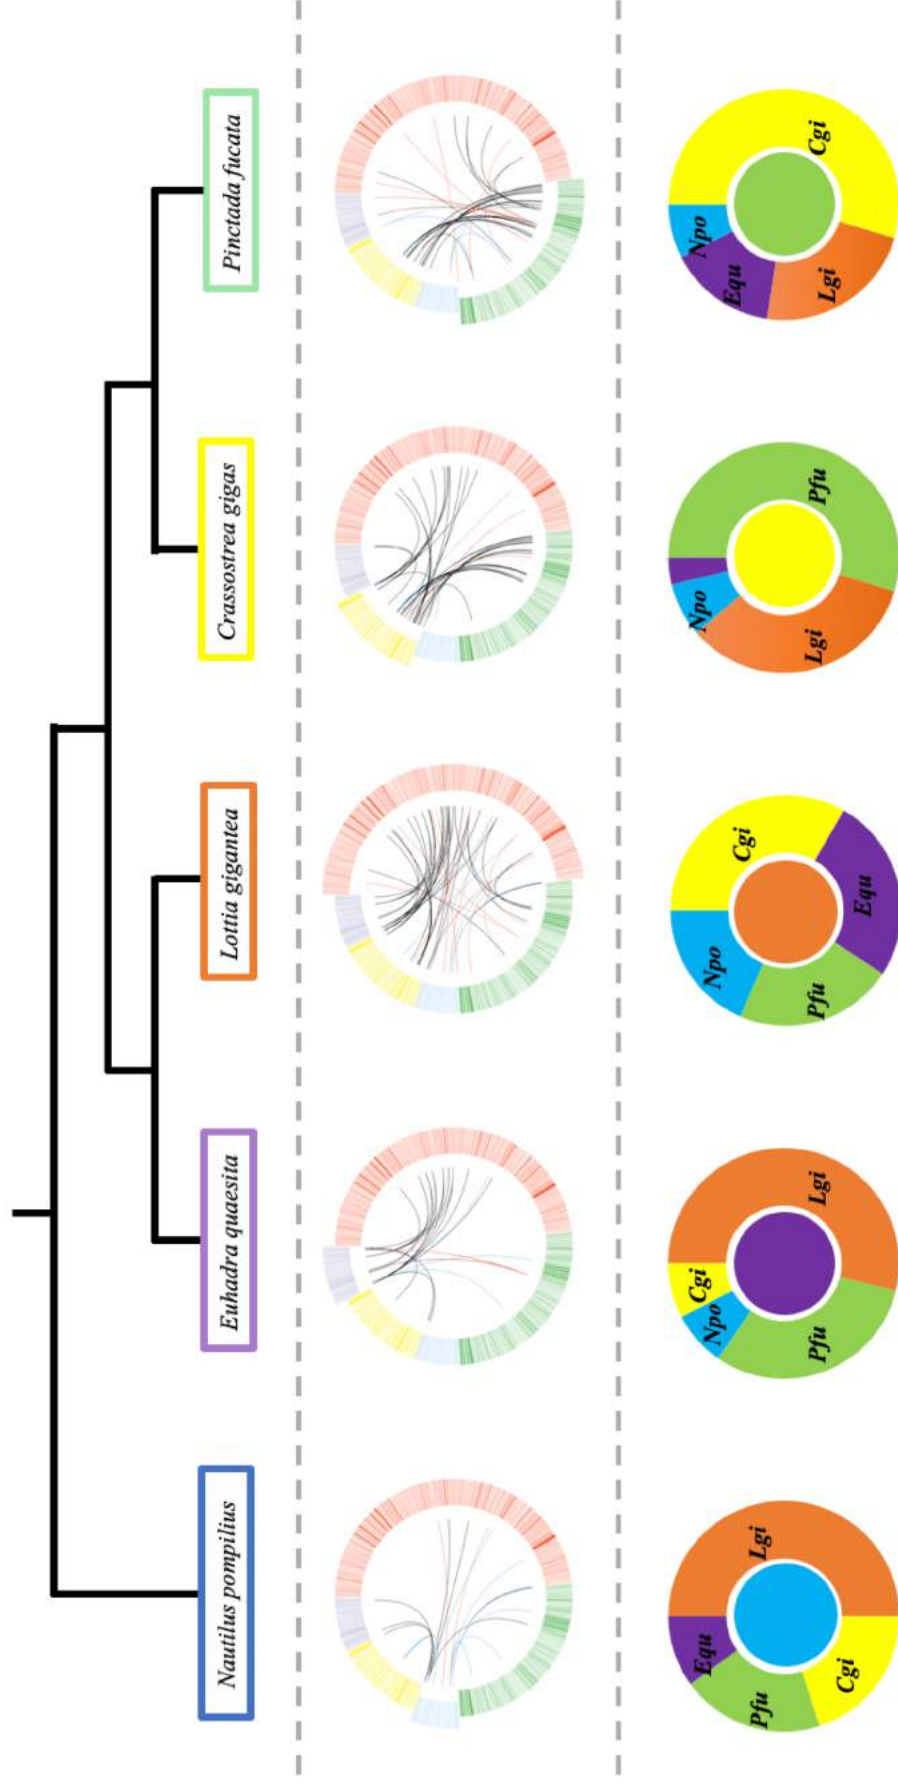 Nautilus pompilius
Euhadra quaesita
Lottia gigantea
Crassostrea gigas
Pinctada fucata
Equ
Lgi
Pfu
Cgi
Cgi
Npo
Lgi
Pfu
Npo
Cgi
Pfu
Equ
Npo
Pfu
Lgi
Npo
Equ
Cgi
Lgi